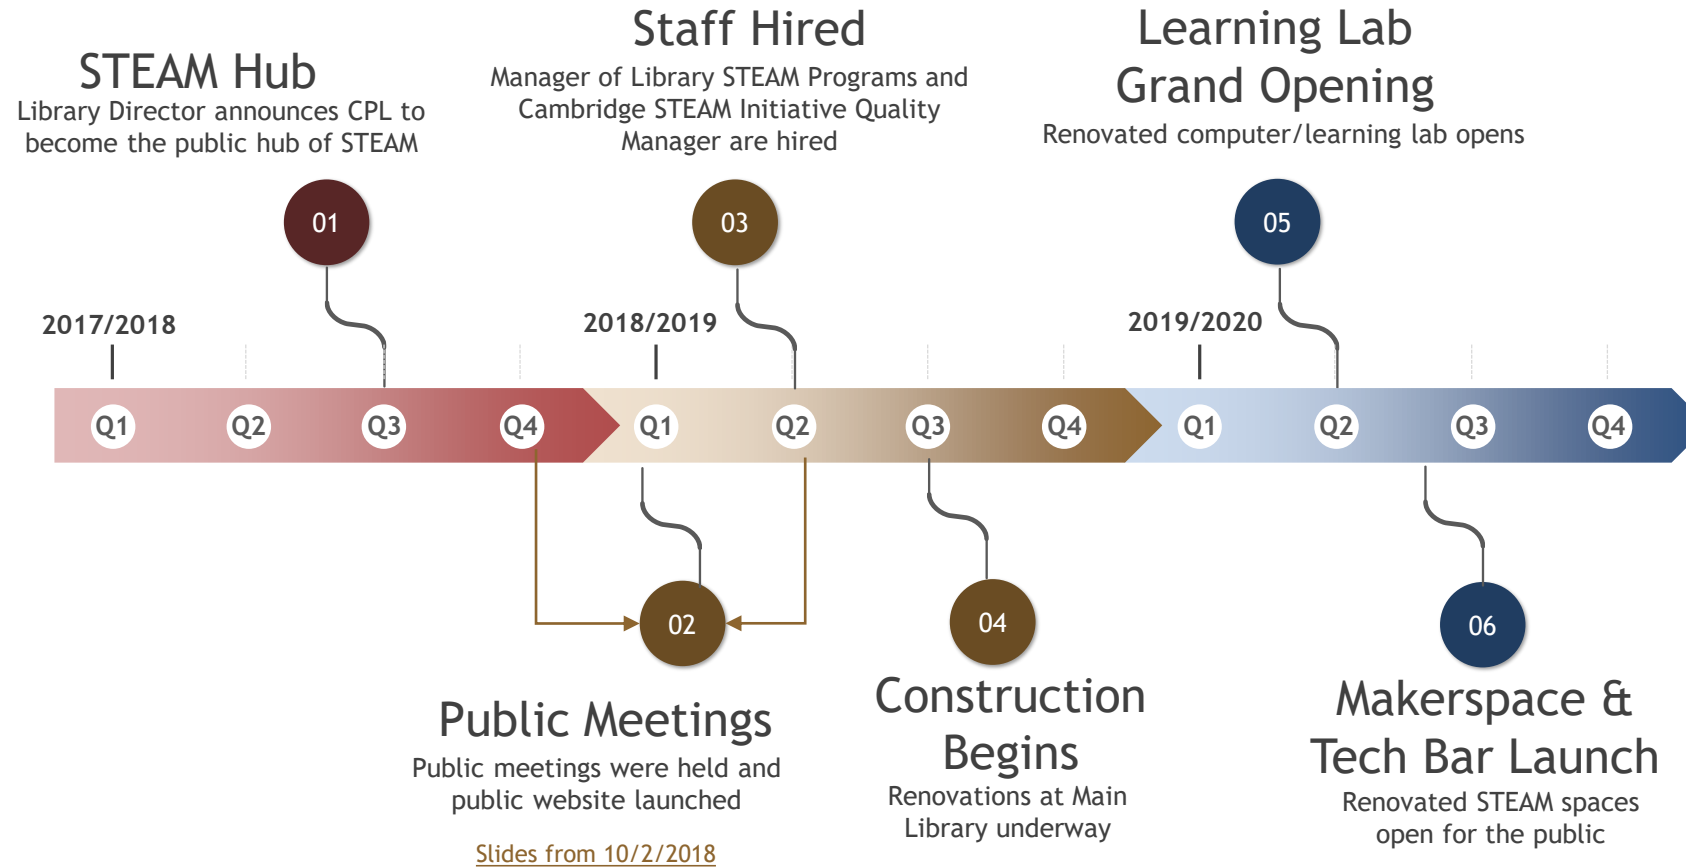 STEAM Hub
Library Director announces CPL to
become the public hub of STEAM
Staff Hired
Manager of Library STEAM Programs and
Cambridge STEAM Initiative Quality
Manager are hired
Learning Lab
Grand Opening
Renovated computer/learning lab opens
01
03
05
2017/2018
2018/2019
2019/2020
Q1
Q2
Q3
Q4
Q1
Q2
Q3
Q4
Q1
Q2
Q3
Q4
02
04
06
Public Meetings
Public meetings were held and
public website launched
Slides from 10/2/2018
Construction
Begins
Renovations at Main
Library underway
Makerspace &
Tech Bar Launch
Renovated STEAM spaces
open for the public